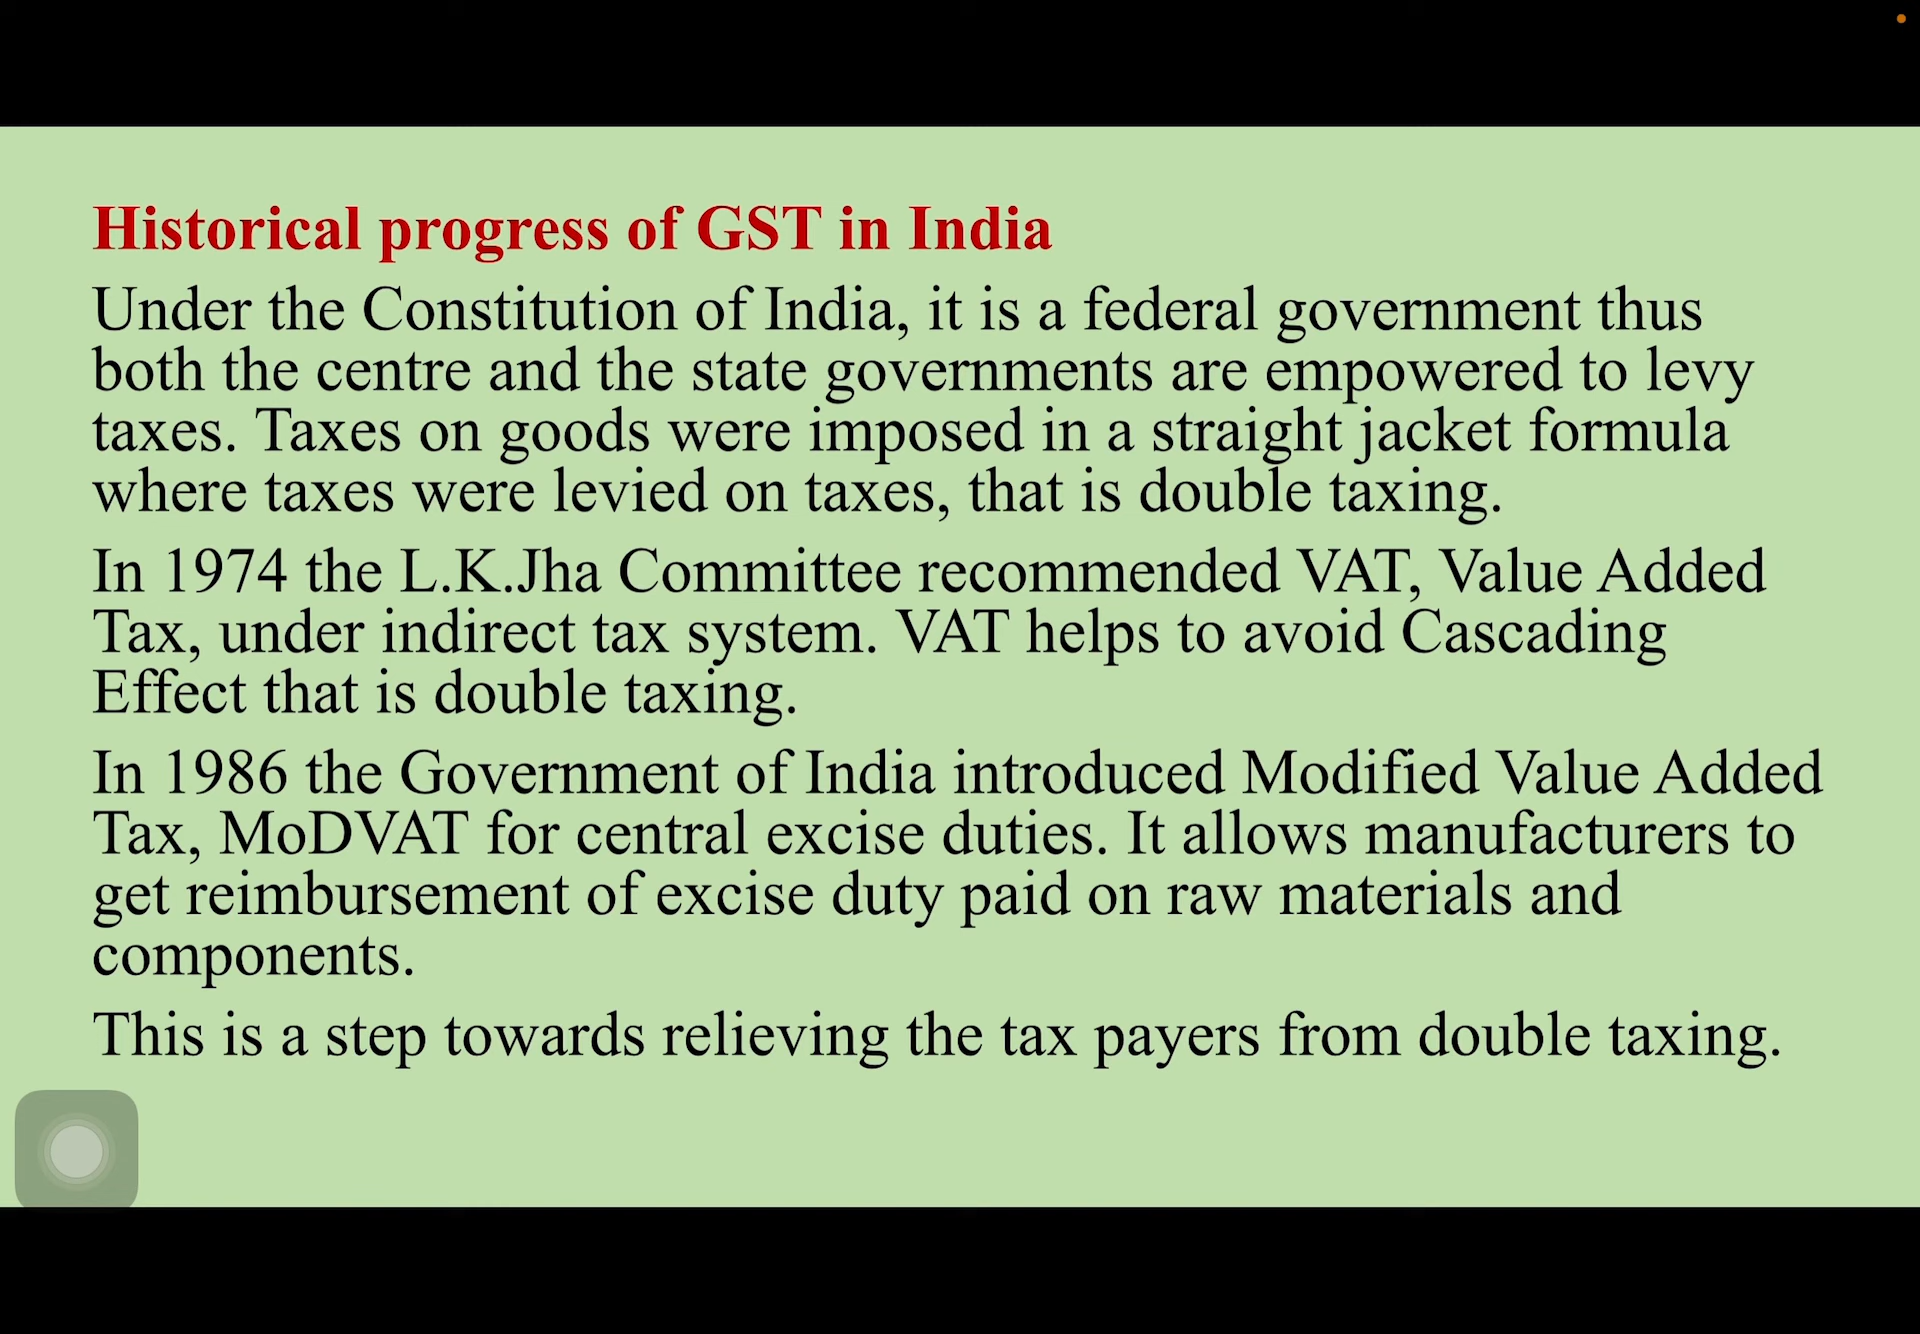 Historical progress of GST in India
Under the Constitution of India, it is a federal government thus
both the centre and the state governments are empowered to levy
taxes. Taxes on goods were imposed in a straight jacket formula
where taxes were levied on taxes, that is double taxing.
In 1974 the L.K.Jha Committee recommended VAT, Value Added
Tax, under indirect tax system. VAT helps to avoid Cascading
Effect that is double taxing.
In 1986 the Government of India introduced Modified Value Added
Tax, MoDVAT for central excise duties. It allows manufacturers to
get reimbursement of excise duty paid on raw materials and
components.
This is a step towards relieving the tax payers from double taxing.